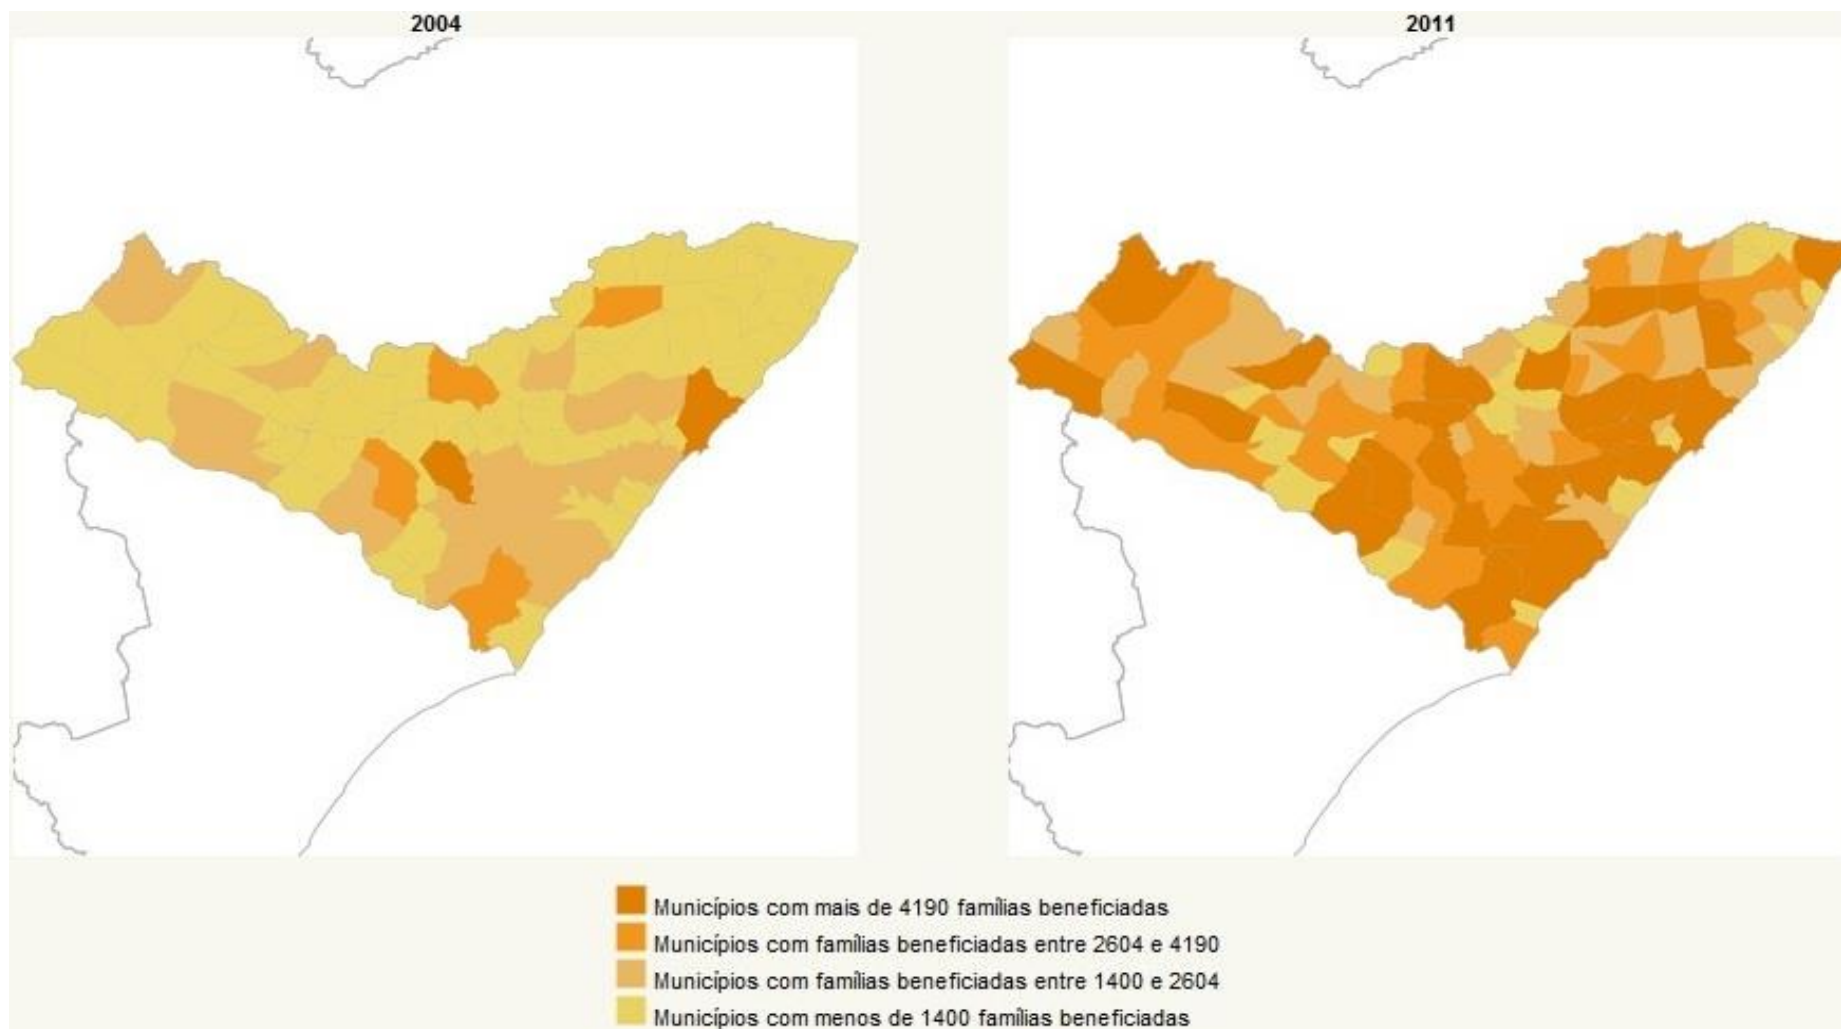 2004
2011
Municípios com mais de 4190 famílias beneficiadas
Municípios com famílias beneficiadas entre 2604 e 4190
Municípios com famílias beneficiadas entre 1400 e 2604
Municípios com menos de 1400 famílias beneficiadas